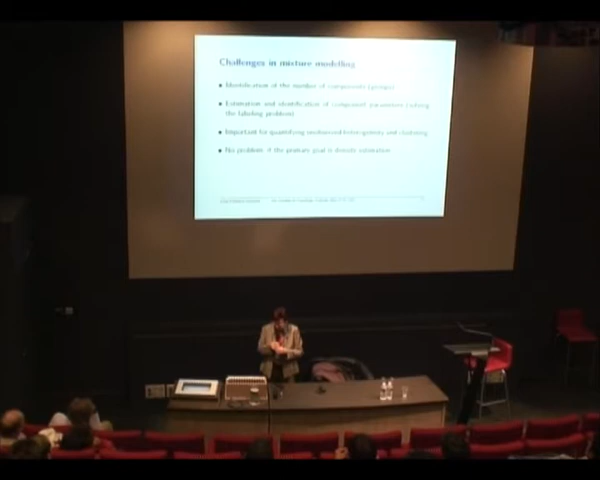 Challenges in mixture modelling
• Identification of the number of components (groups)
• Estimation and identification of component parameters (solving
the labeling problem)
• Important for quantifying unobserved heterogeneity and clustering
• No problem, if the primary goal is density estimation